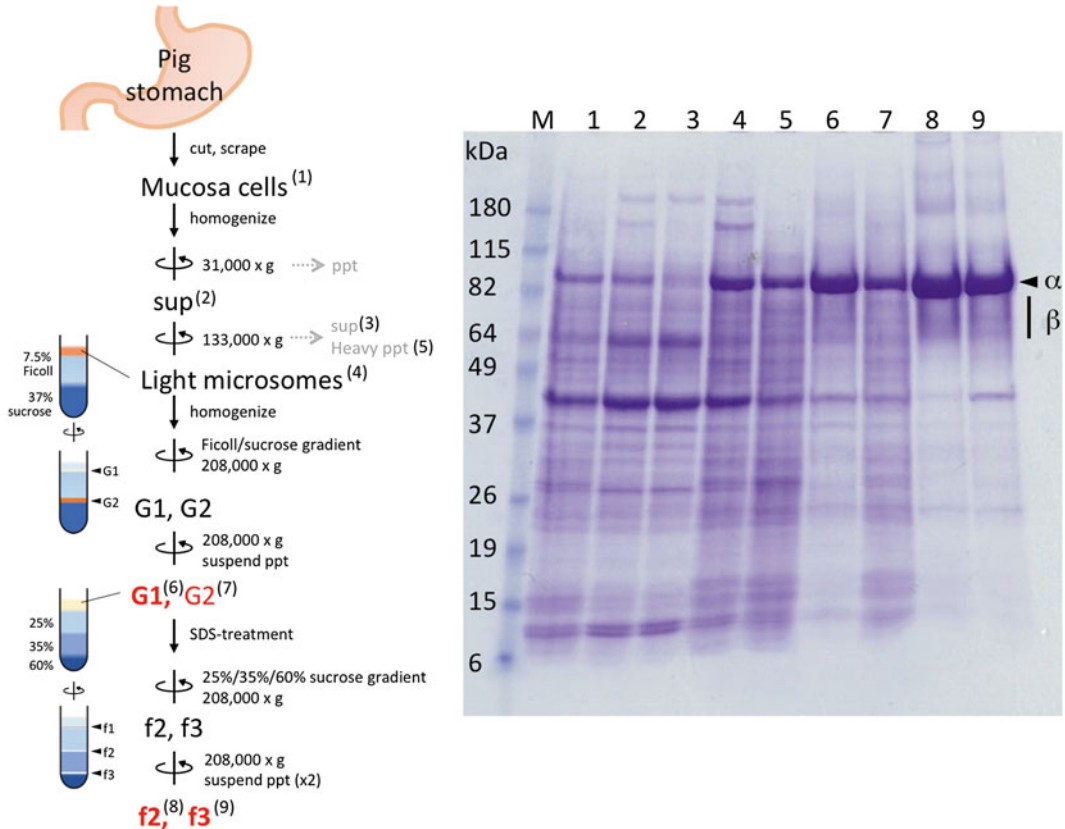 Pig
stomach
cut, scrape
Mucosa cells (1)
homogenize
31,000 x g
ppt
sup(2)
133,000 x g
sup(3)
Heavy ppt (5)
7.5%
Ficoll
37%
sucrose
Light microsomes(4)
homogenize
Ficoll/sucrose gradient
208,000 x g
G1
G2
G1, G2
208,000 x g
suspend ppt
G1,(6) G2(7)
25%
35%
60%
SDS-treatment
25%/35%/60% sucrose gradient
208,000 x g
f1
f2
f3
f2, f3
208,000 x g
suspend ppt (x2)
f2,(8) f3(9)
M 1 2 3 4 5 6 7 8 9
kDa
180
115
82
64
49
37
26
19
15
6
α
β